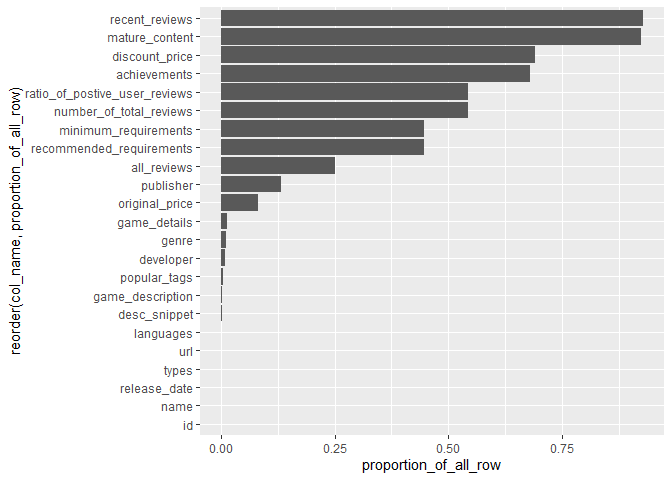 reorder(col_name, proportion_of_all_row)
recent_reviews
mature_content
discount_price
achievements
ratio_of_postive_user_reviews
number_of_total_reviews
minimum_requirements
recommended_requirements
all_reviews
publisher
original_price
game_details
genre
developer
popular_tags
game_description
desc_snippet
languages
url
types
release_date
name
id
0.00 0.25 0.50 0.75
proportion_of_all_row